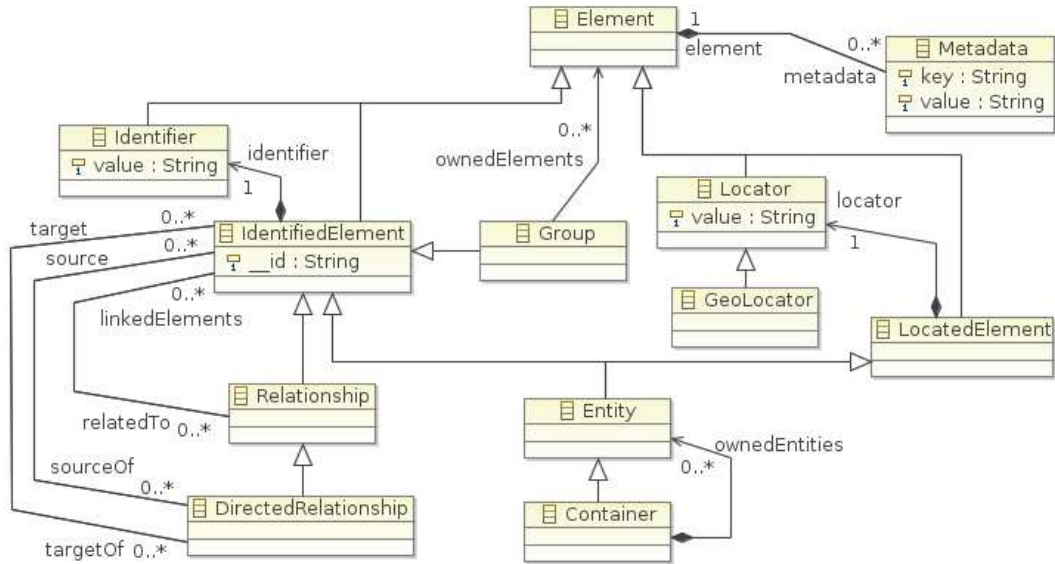 Element
1
element
0..*
metadata
Metadata
key : String
value : String
Identifier
value : String
identifier
1
0..*
ownedElements
Locator
value : String
locator
1
target
0..*
source
0..*
0..*
linkedElements
IdentifiedElement
__id : String
Group
GeoLocator
LocatedElement
Relationship
relatedTo
0..*
Entity
ownedEntities
0..*
sourceOf
0..*
DirectedRelationship
Container
targetOf
0..*